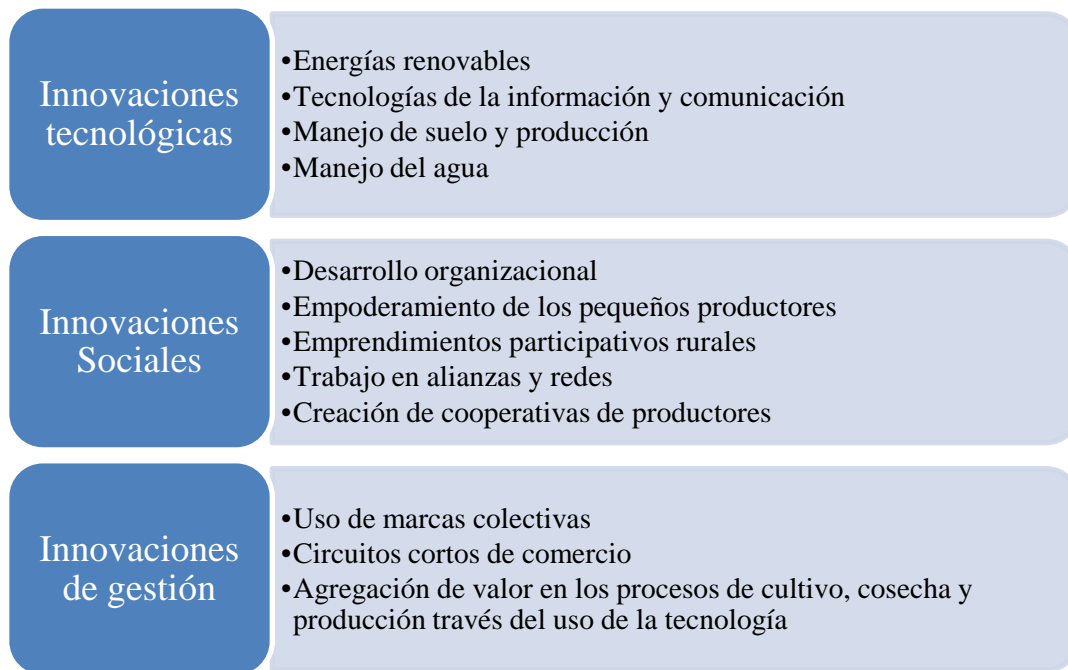 Innovaciones
tecnológicas
•Energías renovables
•Tecnologías de la información y comunicación
•Manejo de suelo y producción
•Manejo del agua
Innovaciones
Sociales
•Desarrollo organizacional
•Empoderamiento de los pequeños productores
•Emprendimientos participativos rurales
•Trabajo en alianzas y redes
•Creación de cooperativas de productores
Innovaciones
de gestión
•Uso de marcas colectivas
•Circuitos cortos de comercio
•Agregación de valor en los procesos de cultivo, cosecha y
producción través del uso de la tecnología